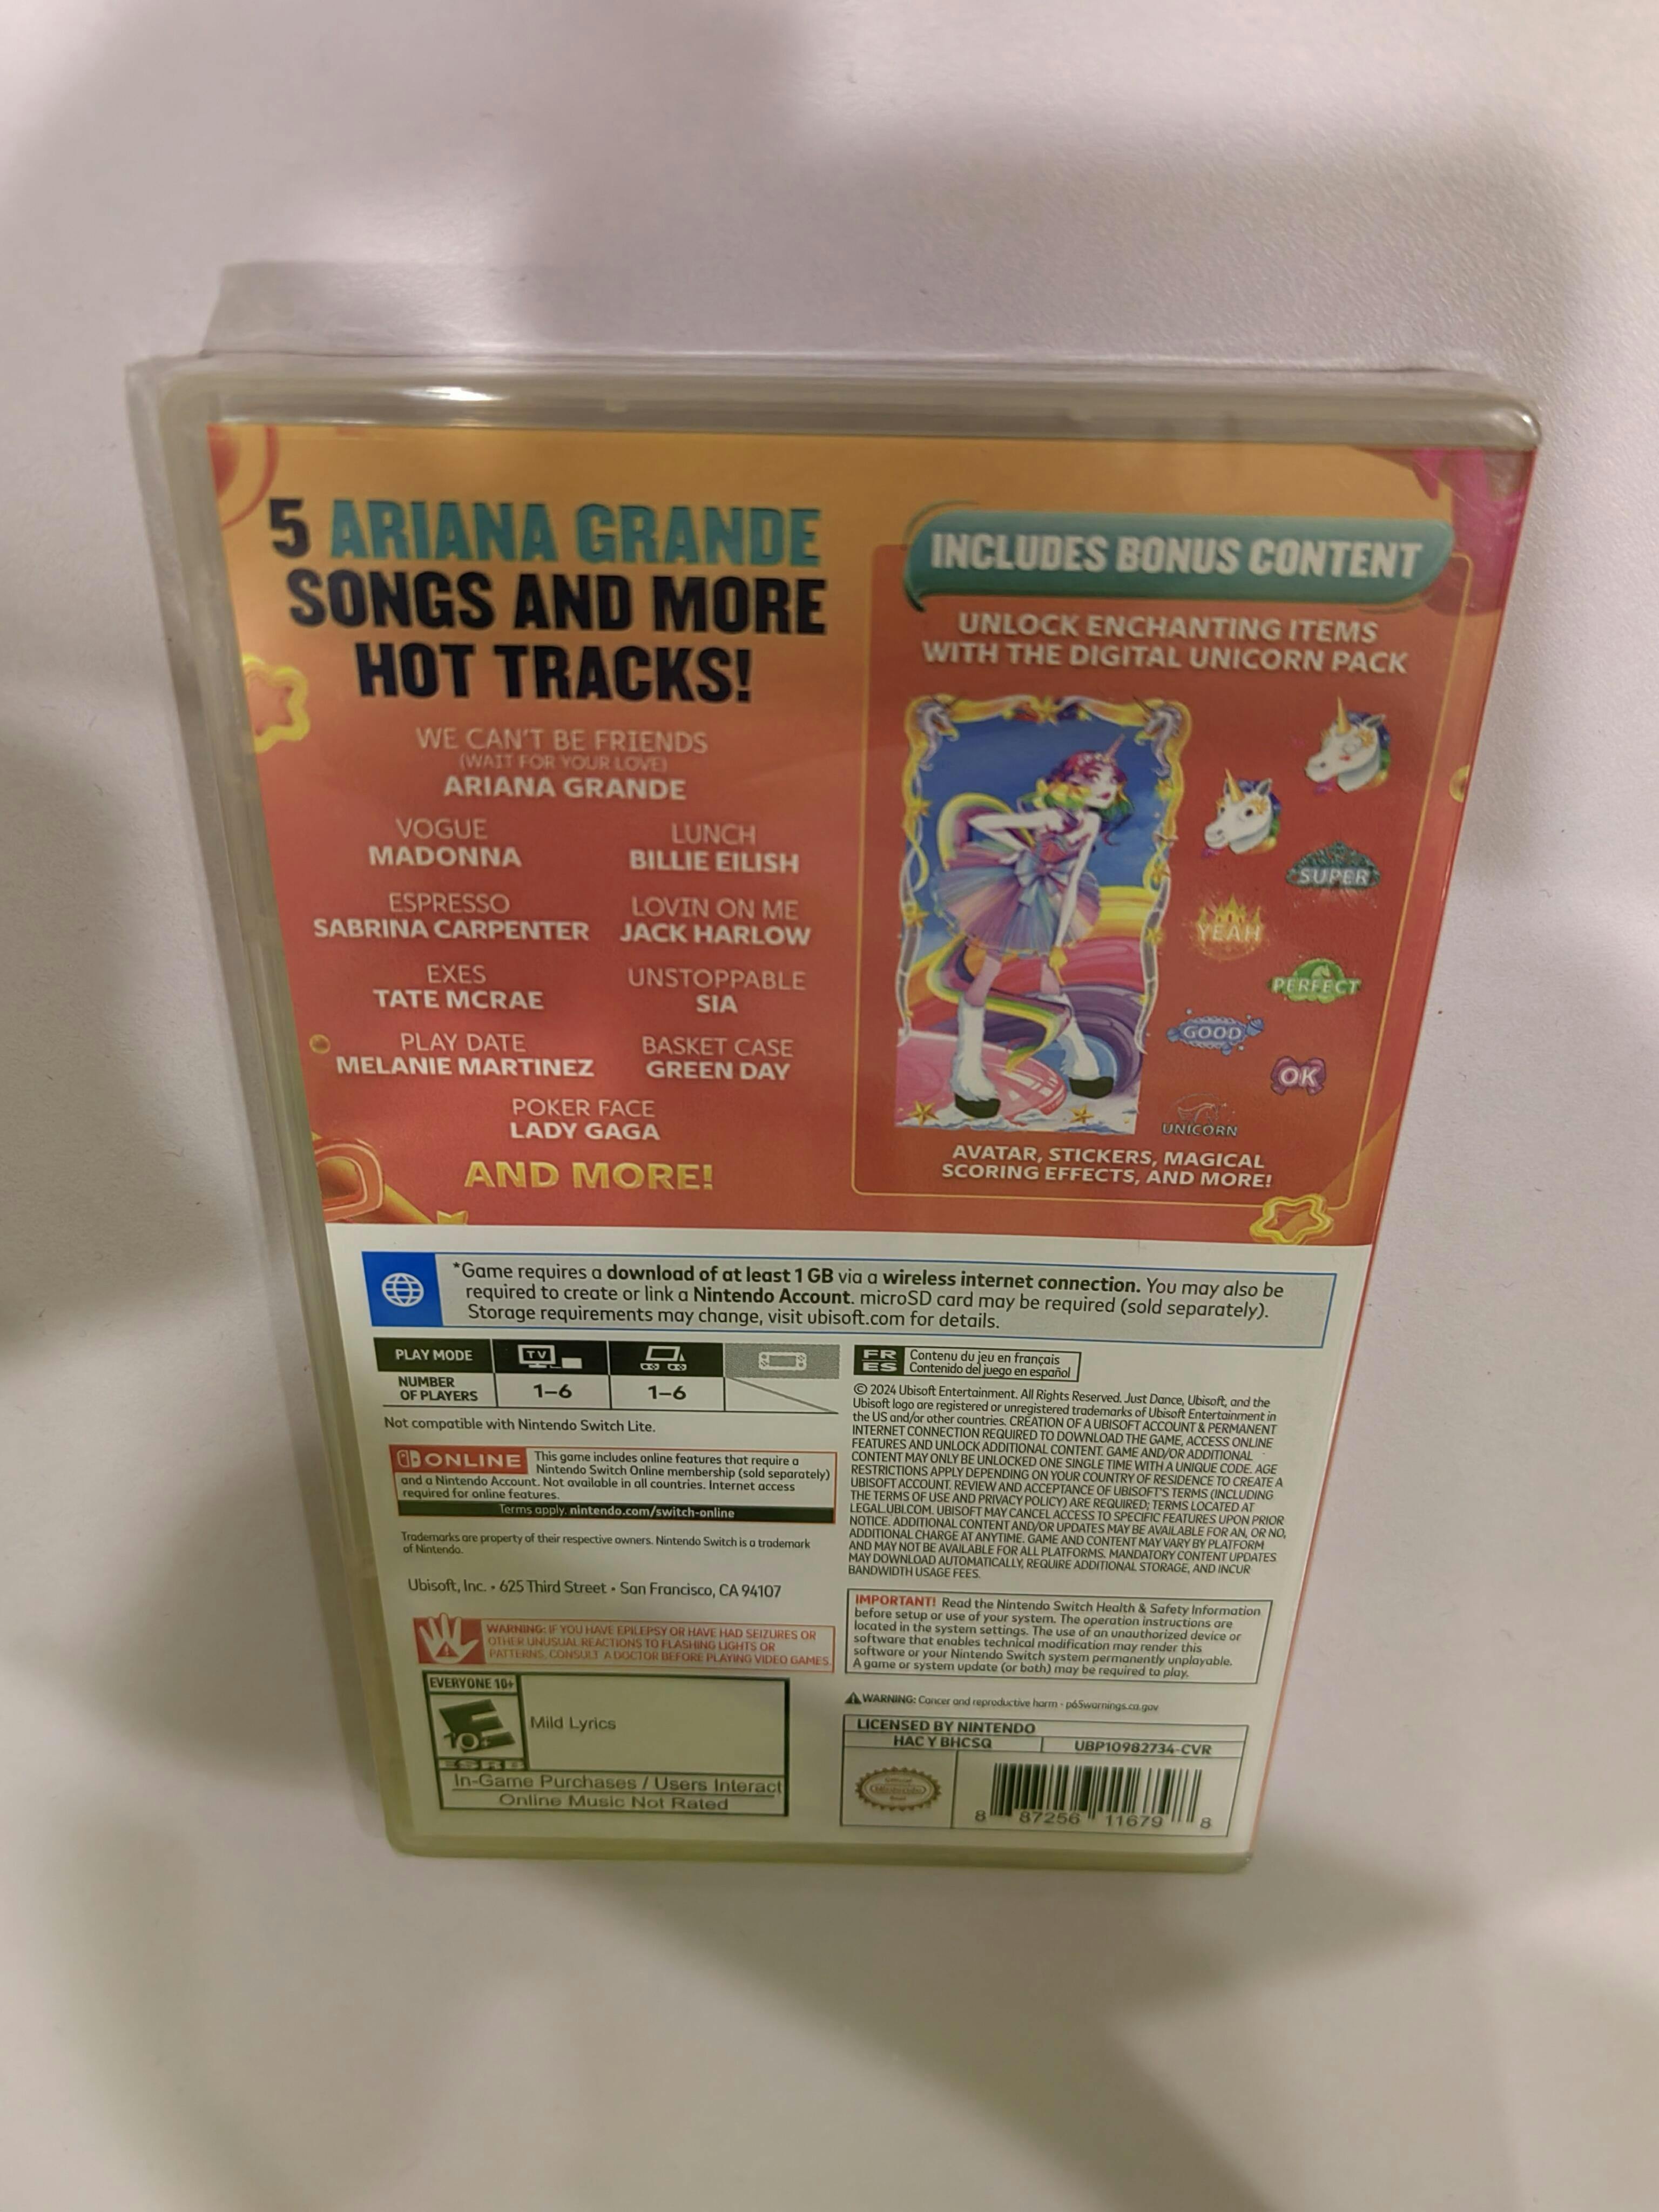 5 ARIANA GRANDE
SONGS AND MORE
HOT TRACKS!
WE CAN'T BE FRIENDS
(WAIT FOR YOUR LOVE)
ARIANA GRANDE
VOGUE
MADONNA
LUNCH
BILLIE EILISH
ESPRESSO
SABRINA CARPENTER
LOVIN ON ME
JACK HARLOW
EXES
TATE MCRAE
UNSTOPPABLE
SIA
PLAY DATE
MELANIE MARTINEZ
BASKET CASE
GREEN DAY
POKER FACE
LADY GAGA
AND MORE!
INCLUDES BONUS CONTENT
UNLOCK ENCHANTING ITEMS
WITH THE DIGITAL UNICORN PACK
SUPER
YEAH
PERFECT
GOOD
OK
UNICORN
AVATAR, STICKERS, MAGICAL
SCORING EFFECTS, AND MORE!
*Game requires a download of at least 1 GB via a wireless internet connection. You may also be
required to create or link a Nintendo Account. microSD card may be required (sold separately).
Storage requirements may change, visit ubisoft.com for details.
PLAY MODE
TV
NUMBER
OF PLAYERS
1–6
1–6
Not compatible with Nintendo Switch Lite.
ONLINE
This game includes online features that require a
Nintendo Switch Online membership (sold separately)
and a Nintendo Account. Not available in all countries. Internet access
required for online features.
Terms apply. nintendo.com/switch-online
Trademarks are property of their respective owners. Nintendo Switch is a trademark
of Nintendo.
Ubisoft, Inc. • 625 Third Street • San Francisco, CA 94107
WARNING: IF YOU HAVE EPILEPSY OR HAVE HAD SEIZURES OR
OTHER UNUSUAL REACTIONS TO FLASHING LIGHTS OR
PATTERNS, CONSULT A DOCTOR BEFORE PLAYING VIDEO GAMES.
EVERYONE 10+
E
10+
ESRB
Mild Lyrics
In-Game Purchases / Users Interact
Online Music Not Rated
FR
ES
Contenu du jeu en français
Contenido del juego en español
© 2024 Ubisoft Entertainment. All Rights Reserved. Just Dance, Ubisoft, and the
Ubisoft logo are registered or unregistered trademarks of Ubisoft Entertainment in
the US and/or other countries. CREATION OF A UBISOFT ACCOUNT & PERMANENT
INTERNET CONNECTION REQUIRED TO DOWNLOAD THE GAME, ACCESS ONLINE
FEATURES AND UNLOCK ADDITIONAL CONTENT. GAME AND/OR ADDITIONAL
CONTENT MAY ONLY BE UNLOCKED ONE SINGLE TIME WITH A UNIQUE CODE. AGE
RESTRICTIONS APPLY DEPENDING ON YOUR COUNTRY OF RESIDENCE TO CREATE A
UBISOFT ACCOUNT. REVIEW AND ACCEPTANCE OF UBISOFT'S TERMS (INCLUDING
THE TERMS OF USE AND PRIVACY POLICY) ARE REQUIRED; TERMS LOCATED AT
LEGAL.UBI.COM. UBISOFT MAY CANCEL ACCESS TO SPECIFIC FEATURES UPON PRIOR
NOTICE. ADDITIONAL CONTENT AND/OR UPDATES MAY BE AVAILABLE FOR AN, OR NO,
ADDITIONAL CHARGE AT ANYTIME. GAME AND CONTENT MAY VARY BY PLATFORM
AND MAY NOT BE AVAILABLE FOR ALL PLATFORMS. MANDATORY CONTENT UPDATES
MAY DOWNLOAD AUTOMATICALLY, REQUIRE ADDITIONAL STORAGE, AND INCUR
BANDWIDTH USAGE FEES.
IMPORTANT! Read the Nintendo Switch Health & Safety Information
before setup or use of your system. The operation instructions are
located in the system settings. The use of an unauthorized device or
software that enables technical modification may render this
software or your Nintendo Switch system permanently unplayable.
A game or system update (or both) may be required to play.
WARNING: Cancer and reproductive harm - p65warnings.ca.gov
LICENSED BY NINTENDO
HAC Y BHCSQ
UBP10982734-CVR
Official
Nintendo
Seal
8 87256 11679 8